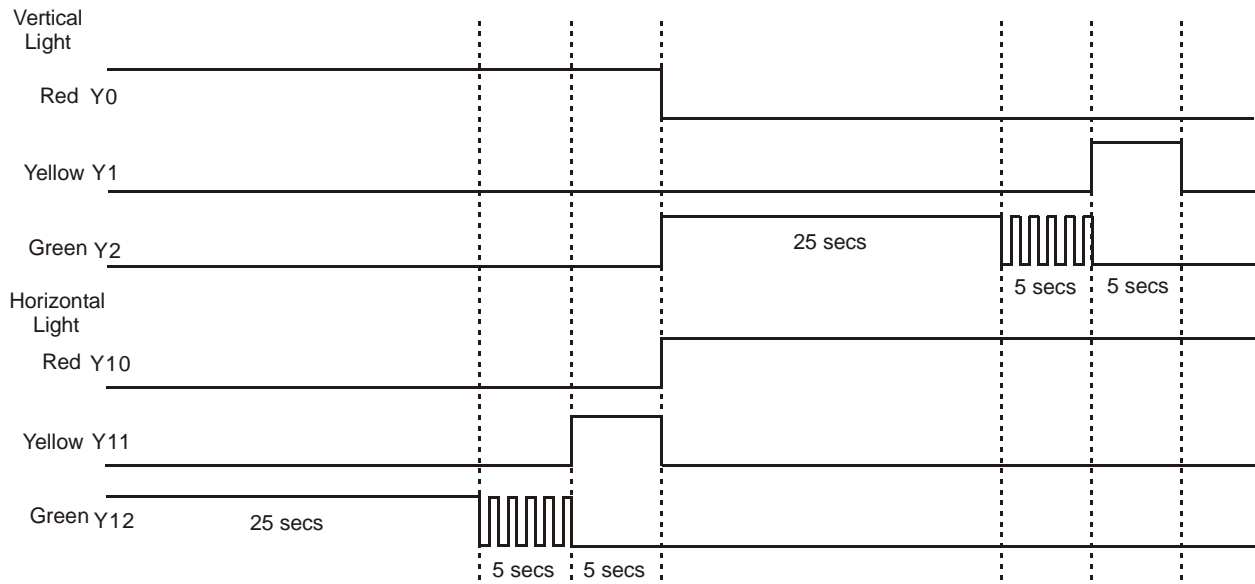 Vertical
Light
Red Y0
Yellow Y1
Green Y2
25 secs
5 secs
5 secs
Horizontal
Light
Red Y10
Yellow Y11
Green Y12
25 secs
5 secs
5 secs